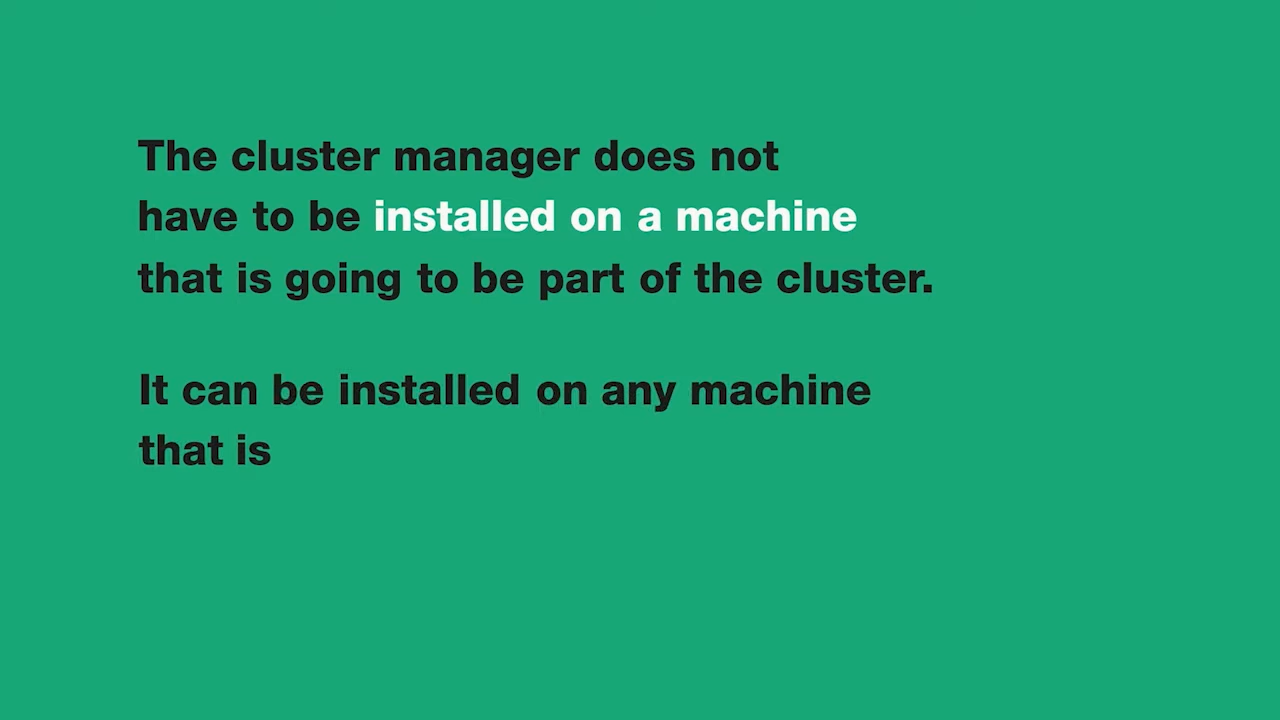 The cluster manager does not
have to be installed on a machine
that is going to be part of the cluster.
It can be installed on any machine
that is